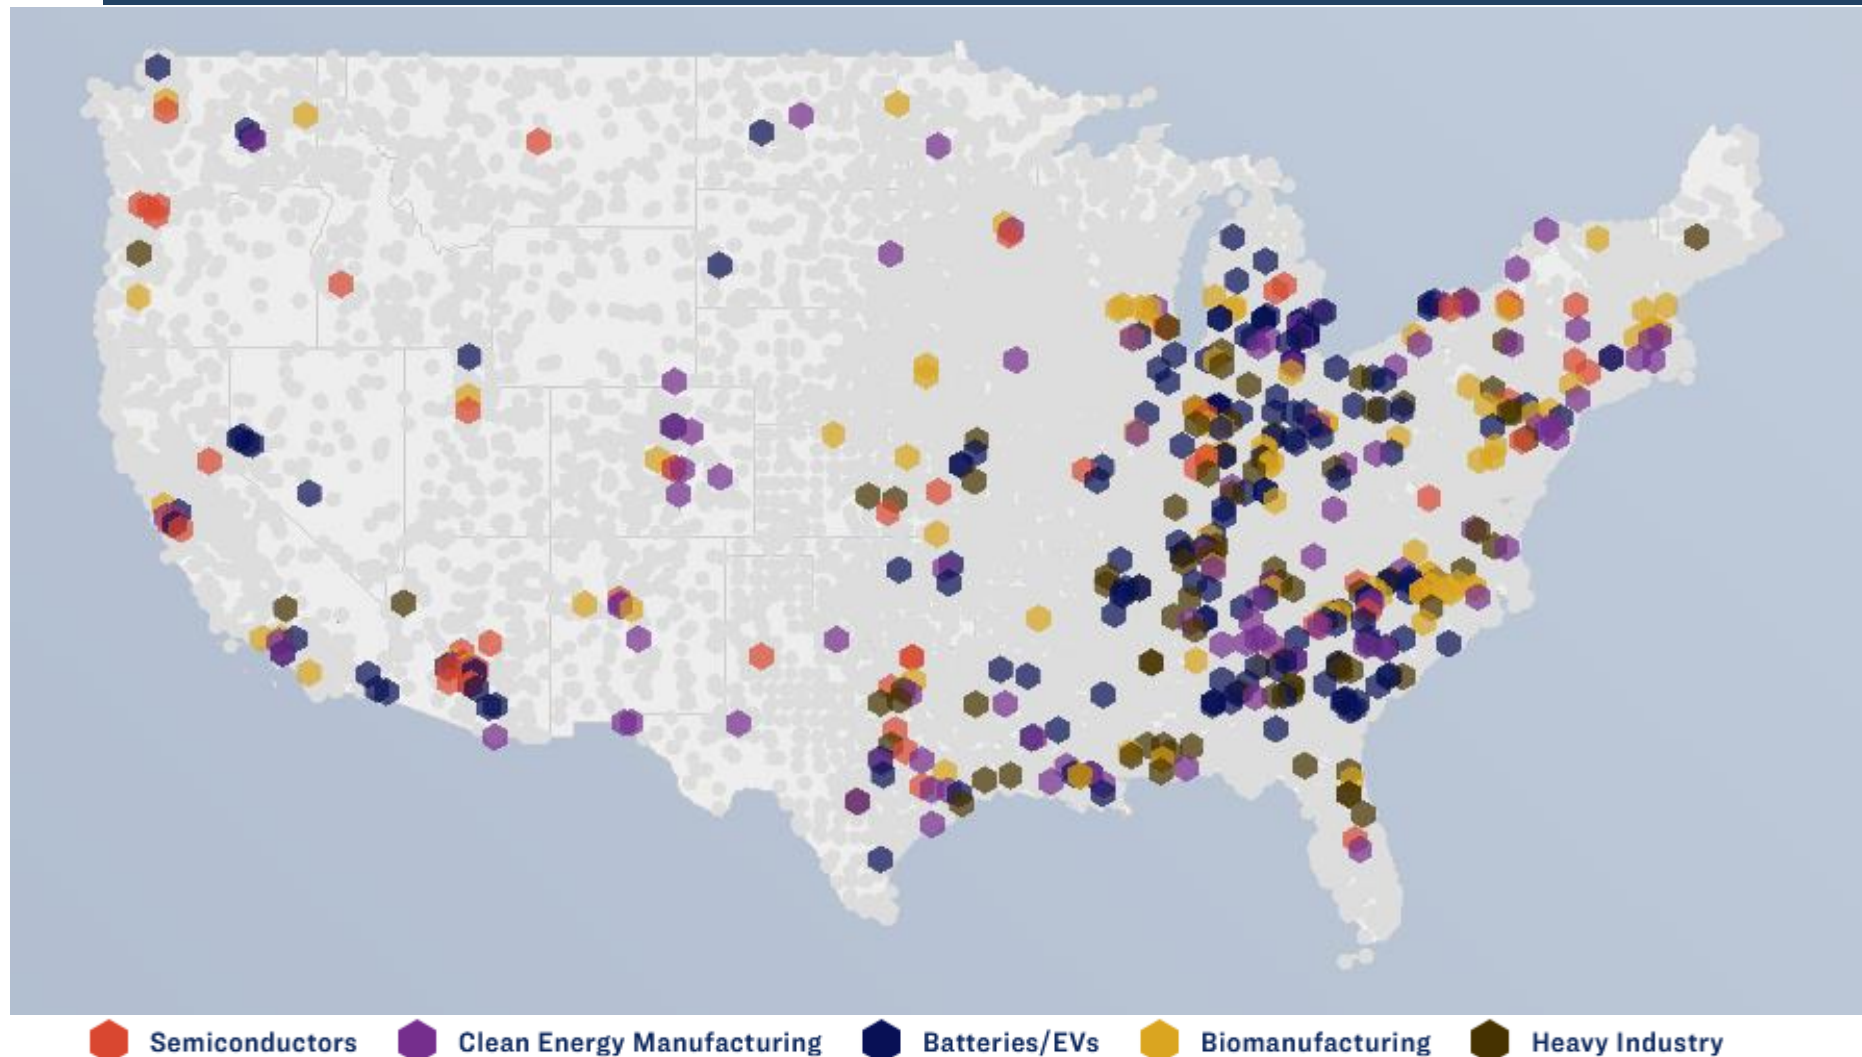 Semiconductors
Clean Energy Manufacturing
Batteries/EVs
Biomanufacturing
Heavy Industry